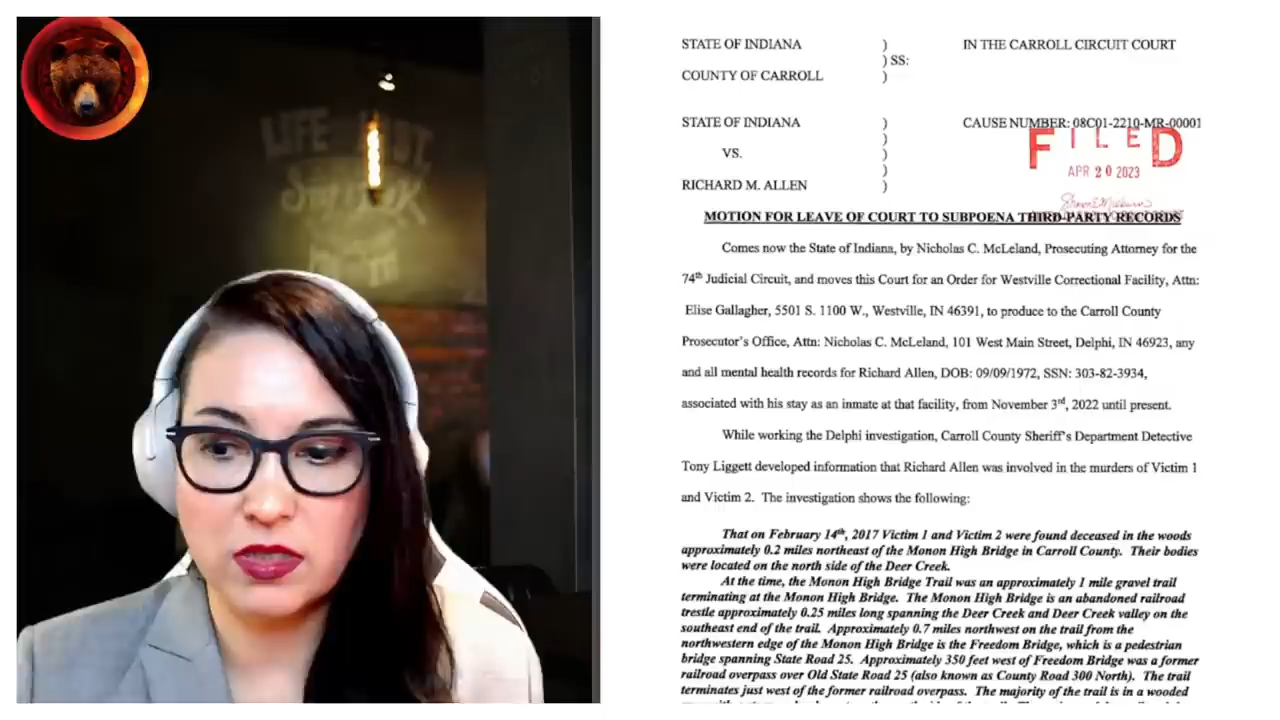 LIFE
STATE OF INDIANA ) IN THE CARROLL CIRCUIT COURT
) SS:
COUNTY OF CARROLL )
STATE OF INDIANA ) CAUSE NUMBER: 08C01-2210-MR-00001
)
FILED
VS. )
APR 20 2023
)
RICHARD M. ALLEN )
MOTION FOR LEAVE OF COURT TO SUBPOENA THIRD-PARTY RECORDS
Comes now the State of Indiana, by Nicholas C. McLeland, Prosecuting Attorney for the
74th Judicial Circuit, and moves this Court for an Order for Westville Correctional Facility, Attn:
Elise Gallagher, 5501 S. 1100 W., Westville, IN 46391, to produce to the Carroll County
Prosecutor's Office, Attn: Nicholas C. McLeland, 101 West Main Street, Delphi, IN 46923, any
and all mental health records for Richard Allen, DOB: 09/09/1972, SSN: 303-82-3934,
associated with his stay as an inmate at that facility, from November 3rd, 2022 until present.
While working the Delphi investigation, Carroll County Sheriff's Department Detective
Tony Liggett developed information that Richard Allen was involved in the murders of Victim 1
and Victim 2. The investigation shows the following:
That on February 14th, 2017 Victim 1 and Victim 2 were found deceased in the woods
approximately 0.2 miles northeast of the Monon High Bridge in Carroll County. Their bodies
were located on the north side of the Deer Creek.
At the time, the Monon High Bridge Trail was an approximately 1 mile gravel trail
terminating at the Monon High Bridge. The Monon High Bridge is an abandoned railroad
trestle approximately 0.25 miles long spanning the Deer Creek and Deer Creek valley on the
southeast end of the trail. Approximately 0.7 miles northwest on the trail from the
northwestern edge of the Monon High Bridge is the Freedom Bridge, which is a pedestrian
bridge spanning State Road 25. Approximately 350 feet west of Freedom Bridge was a former
railroad overpass over Old State Road 25 (also known as County Road 300 North). The trail
terminates just west of the former railroad overpass. The majority of the trail is in a wooded